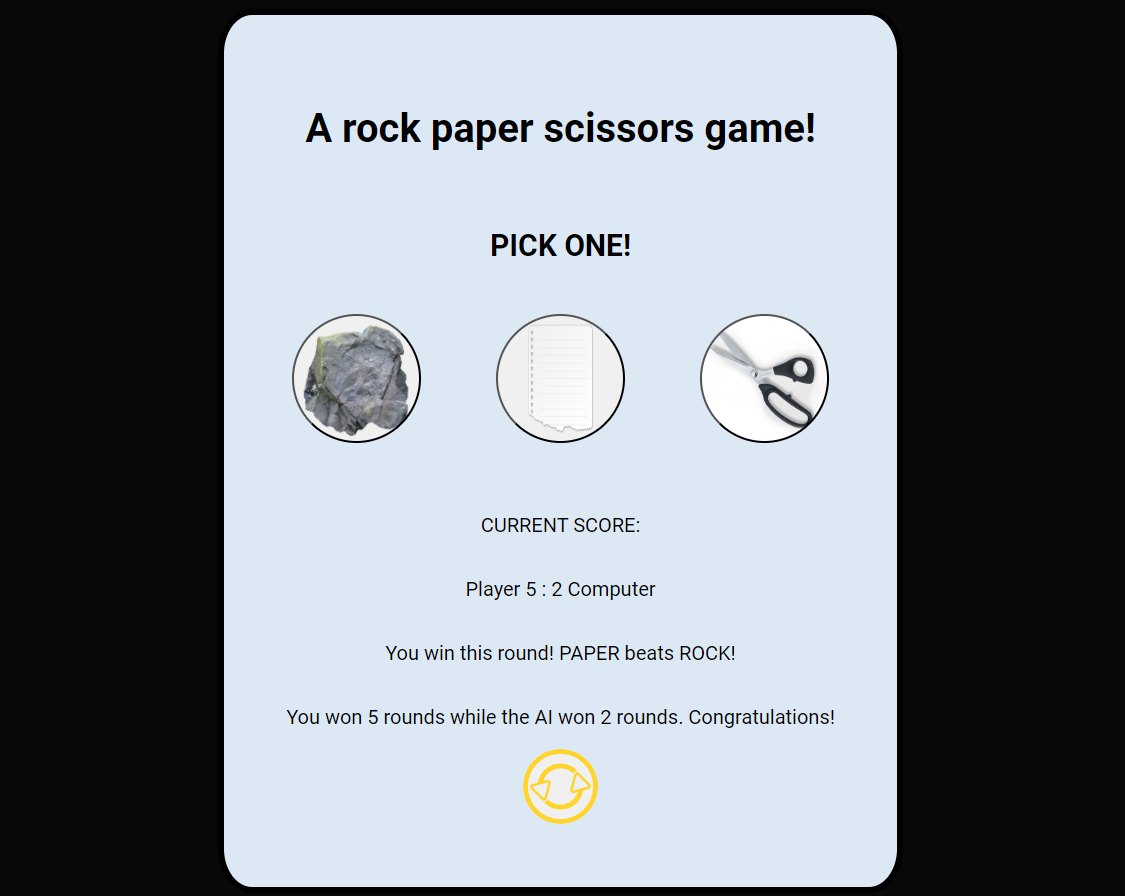 A rock paper scissors game!
PICK ONE!
CURRENT SCORE:
Player 5 : 2 Computer
You win this round! PAPER beats ROCK!
You won 5 rounds while the AI won 2 rounds. Congratulations!